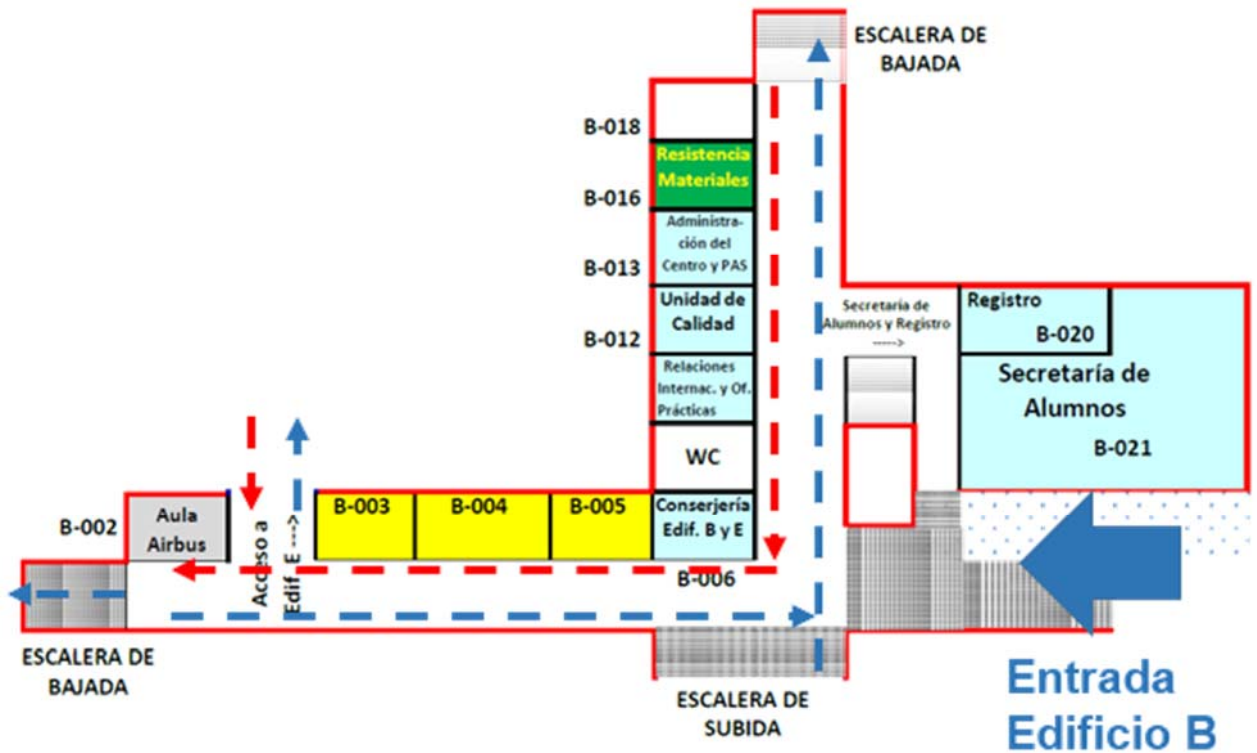 ESCALERA DE
BAJADA
B-018
Resistencia
Materiales
B-016
Administra-
ción del
Centro y PAS
B-013
Unidad de
Calidad
B-012
Relaciones
Internac. y Of.
Prácticas
WC
Conserjería
Edif. B y E
B-006
Secretaría de
Alumnos y Registro
----->
Registro
B-020
Secretaría de
Alumnos
B-021
B-002
Aula
Airbus
Acceso a
Edif. E --->
B-003
B-004
B-005
ESCALERA DE
BAJADA
ESCALERA DE
SUBIDA
Entrada
Edificio B